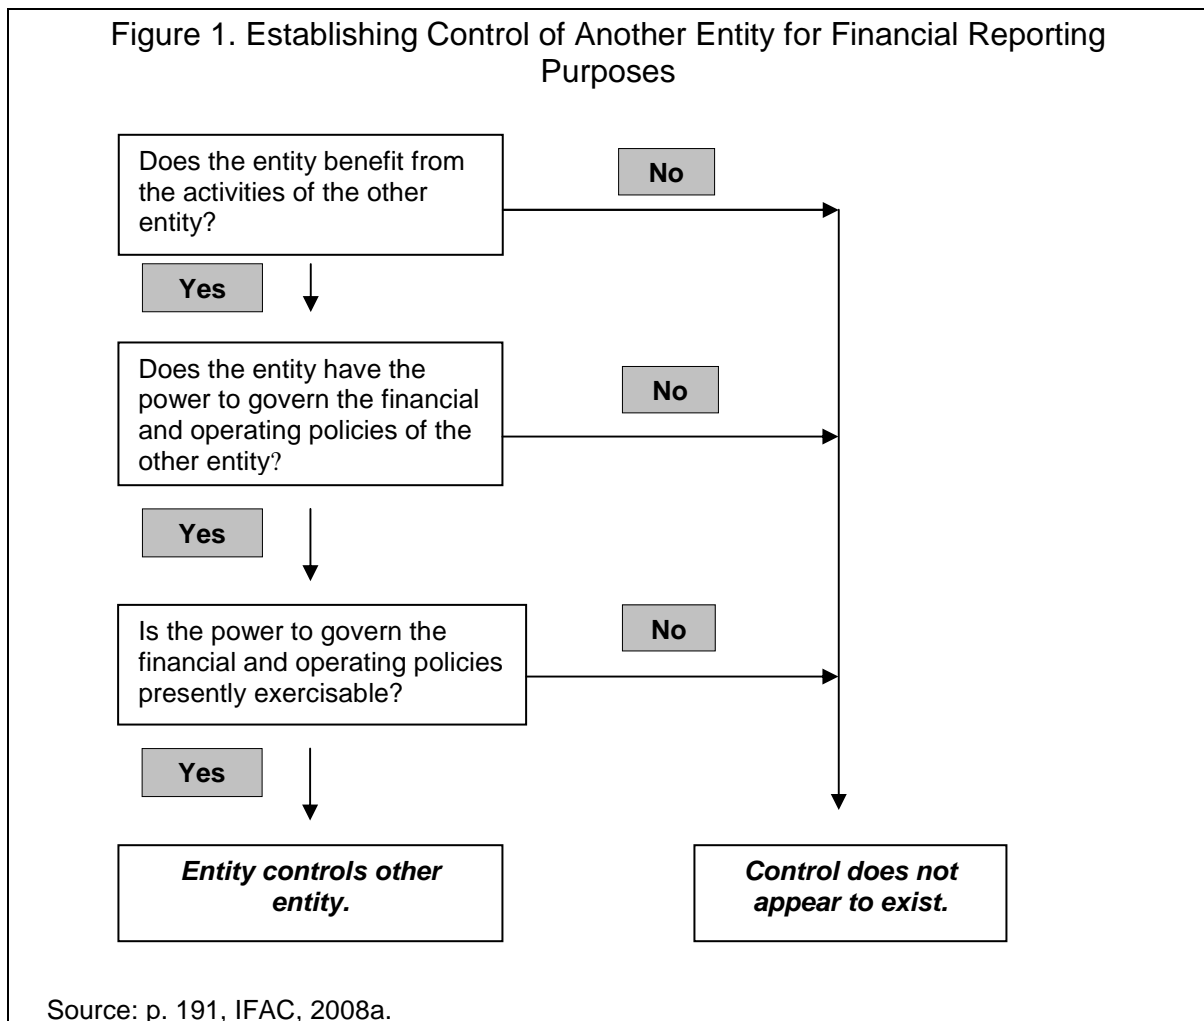 Figure 1. Establishing Control of Another Entity for Financial Reporting
Purposes
Does the entity benefit from
the activities of the other
entity?
No
Yes
Does the entity have the
power to govern the financial
and operating policies of the
other entity?
No
Yes
Is the power to govern the
financial and operating policies
presently exercisable?
No
Yes
Entity controls other
entity.
Control does not
appear to exist.
Source: p. 191, IFAC, 2008a.